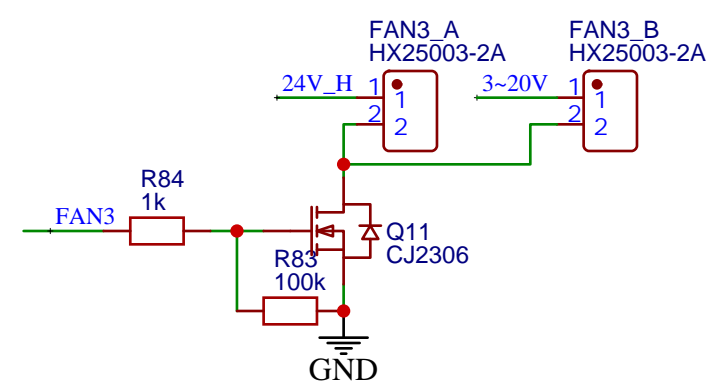 FAN3_A
HX25003-2A
FAN3_B
HX25003-2A
24V_H
1
1
2
2
3~20V
1
1
2
2
R84
1k
FAN3
Q11
CJ2306
R83
100k
GND